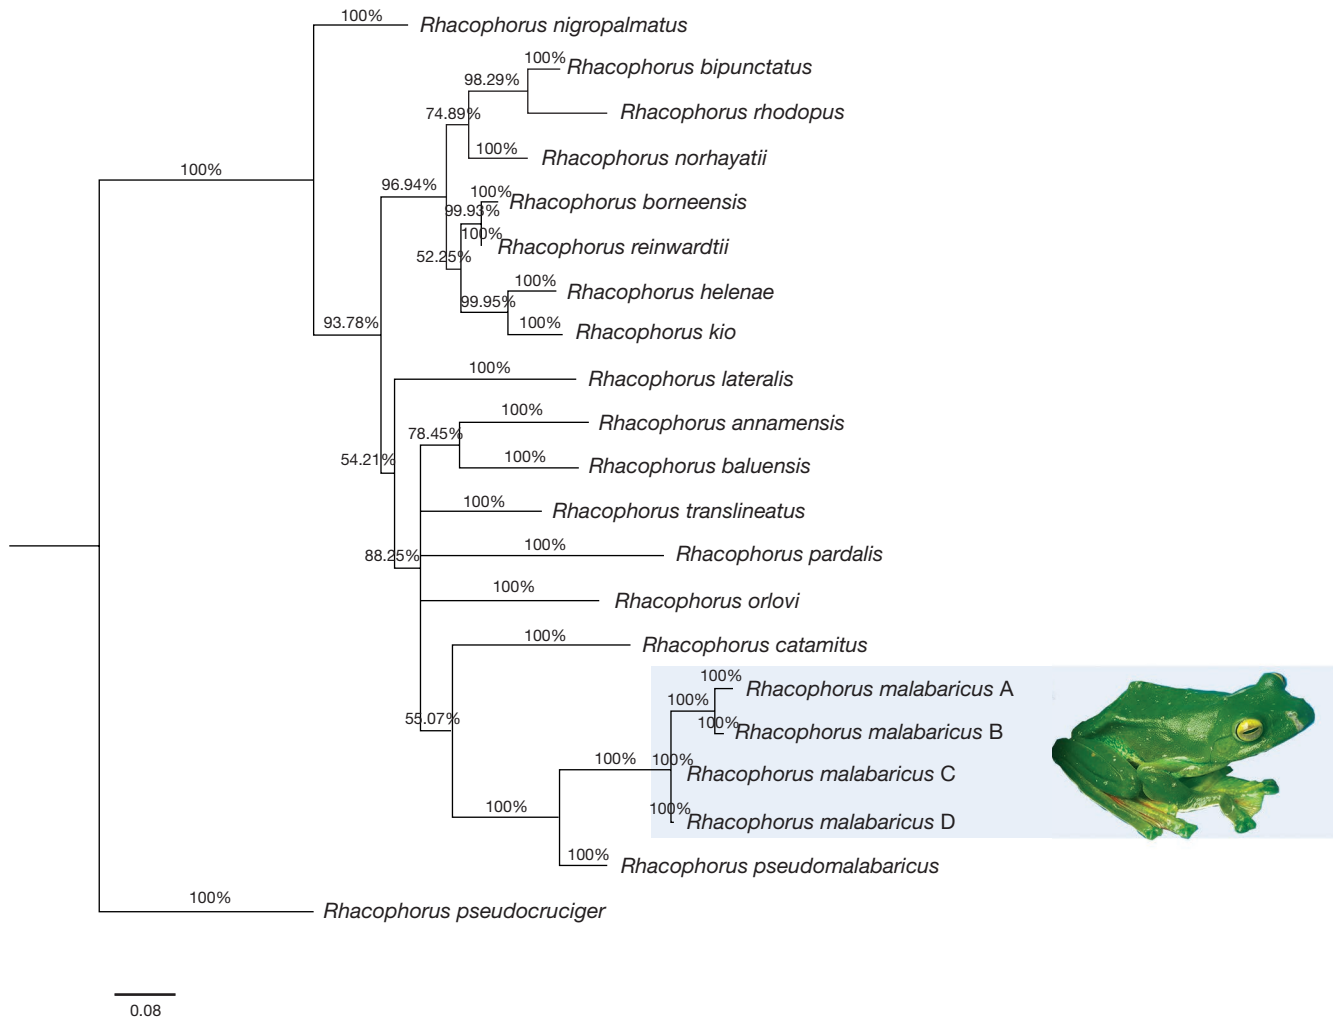 100%
Rhacophorus nigropalmatus
100%
Rhacophorus bipunctatus
98.29%
74.89%
Rhacophorus rhodopus
100%
Rhacophorus norhayatii
100%
96.94%
100%
Rhacophorus borneensis
99.93%
100%
Rhacophorus reinwardtii
52.25%
100%
Rhacophorus helenae
99.95%
100%
Rhacophorus kio
93.78%
100%
Rhacophorus lateralis
100%
Rhacophorus annamensis
78.45%
54.21%
100%
Rhacophorus baluensis
100%
Rhacophorus translineatus
88.25%
100%
Rhacophorus pardalis
100%
Rhacophorus orlovi
100%
Rhacophorus catamitus
100%
Rhacophorus malabaricus A
100%
55.07%
100%
Rhacophorus malabaricus B
100%
100%
Rhacophorus malabaricus C
100%
100%
Rhacophorus malabaricus D
100%
Rhacophorus pseudomalabaricus
100%
Rhacophorus pseudocruciger
0.08